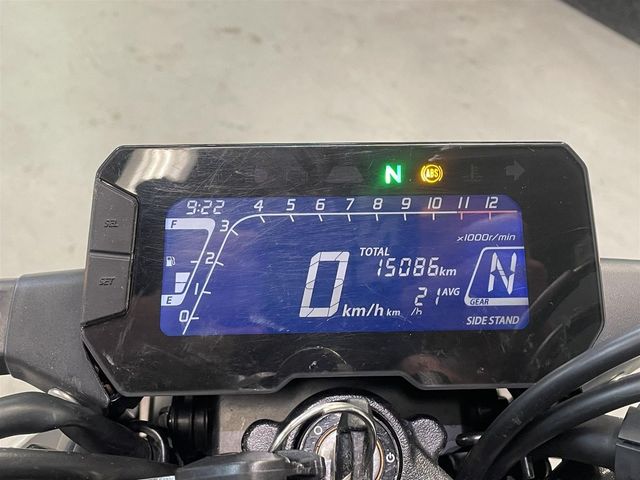 N ABS
SEL
9:22
3 4 5 6 7 8 9 10 11 12
F
x1000r/min
TOTAL
15086km
2
SET
1
E
0
0 km/h
21 AVG
km /h
N
GEAR
SIDE STAND